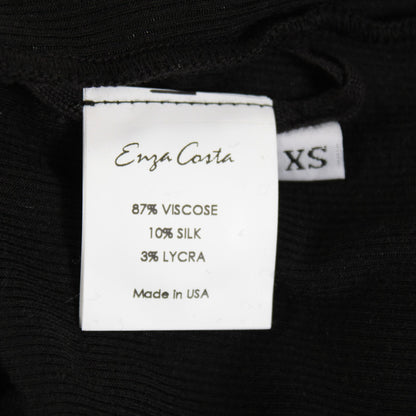 Enza Costa
XS
87% VISCOSE
10% SILK
3% LYCRA
Made in USA